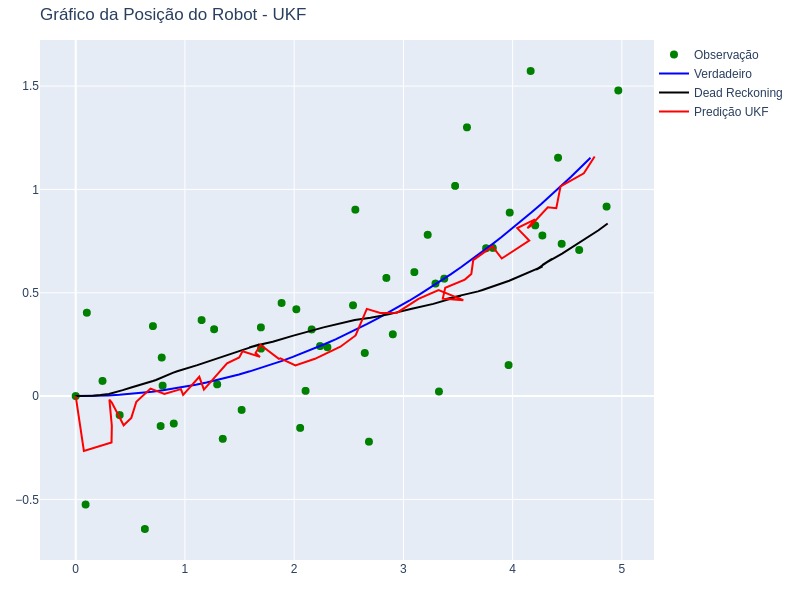 Gráfico da Posição do Robot - UKF
Observação
Verdadeiro
Dead Reckoning
Predição UKF
1.5
1
0.5
0
−0.5
0 1 2 3 4 5